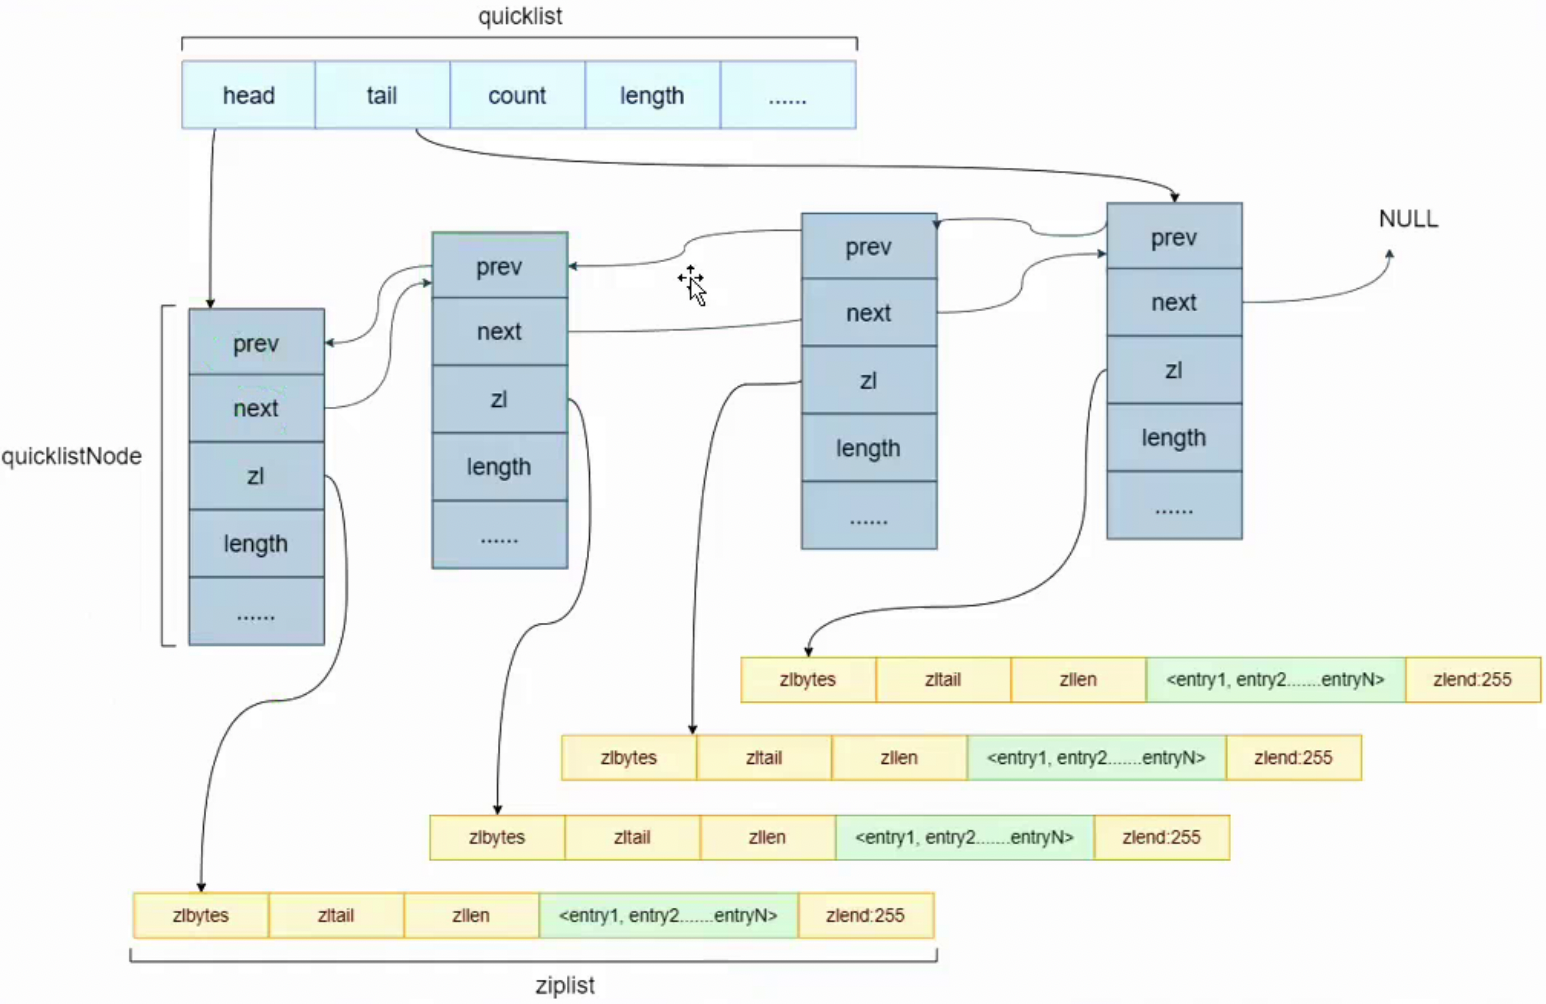 quicklist
head tail count length ......
NULL
quicklistNode
prev
next
zl
length
......
prev
next
zl
length
......
prev
next
zl
length
......
prev
next
zl
length
......
zlbytes zltail zllen <entry1, entry2.......entryN> zlend:255
zlbytes zltail zllen <entry1, entry2.......entryN> zlend:255
zlbytes zltail zllen <entry1, entry2.......entryN> zlend:255
zlbytes zltail zllen <entry1, entry2.......entryN> zlend:255
ziplist